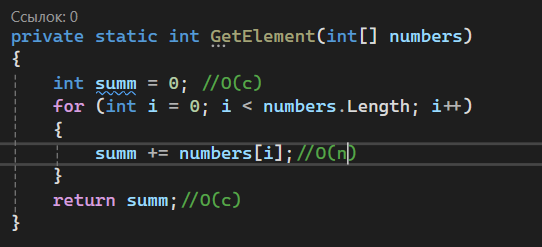 Ссылок: 0
private static int GetElement(int[] numbers)
{
int summ = 0; //O(c)
for (int i = 0; i < numbers.Length; i++)
{
summ += numbers[i];//O(n)
}
return summ;//O(c)
}